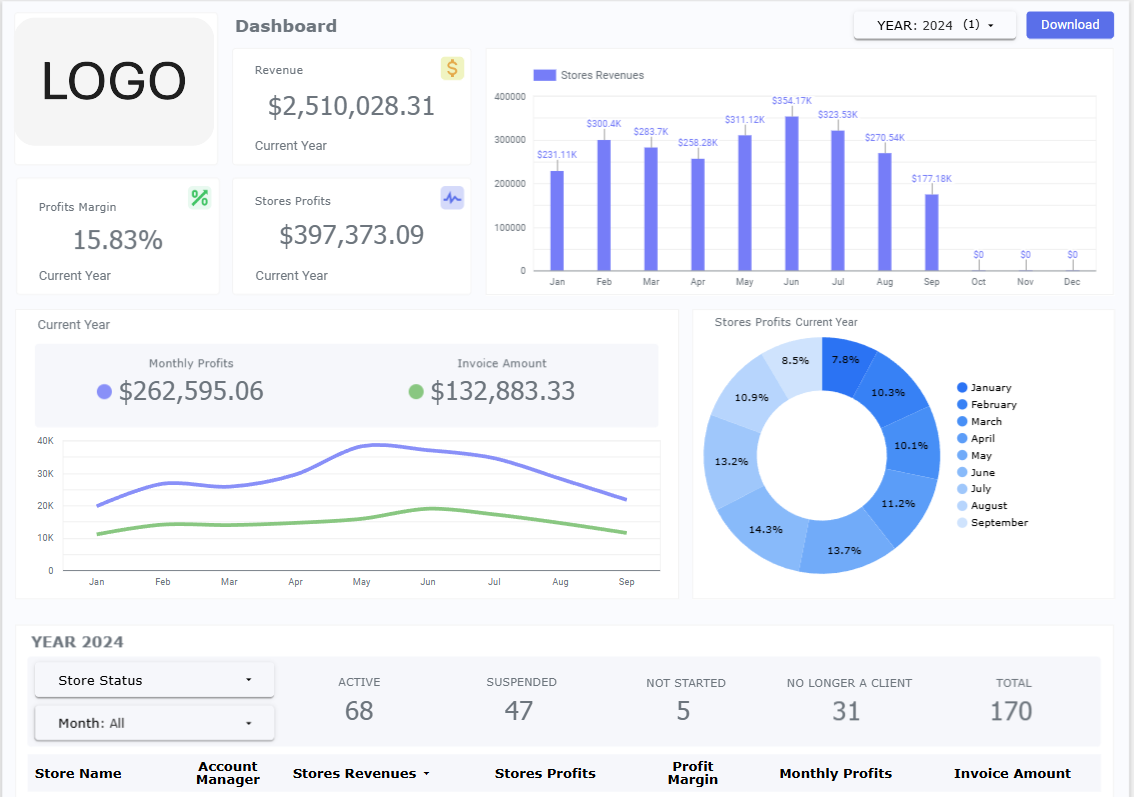 LOGO
Dashboard
YEAR: 2024 (1)
Download
Revenue
$
$2,510,028.31
Current Year
Profits Margin
%
15.83%
Current Year
Stores Profits
$397,373.09
Current Year
Stores Revenues
400000
300000
200000
100000
0
$231.11K
$300.4K
$283.7K
$258.28K
$311.12K
$354.17K
$323.53K
$270.54K
$177.18K
$0
$0
$0
Jan Feb Mar Apr May Jun Jul Aug Sep Oct Nov Dec
Current Year
Monthly Profits
$262,595.06
Invoice Amount
$132,883.33
40K
30K
20K
10K
0
Jan Feb Mar Apr May Jun Jul Aug Sep
Stores Profits Current Year
7.8%
10.3%
10.1%
11.2%
13.7%
14.3%
13.2%
10.9%
8.5%
January
February
March
April
May
June
July
August
September
YEAR 2024
Store Status
Month: All
ACTIVE
68
SUSPENDED
47
NOT STARTED
5
NO LONGER A CLIENT
31
TOTAL
170
Store Name
Account
Manager
Stores Revenues
Stores Profits
Profit
Margin
Monthly Profits
Invoice Amount